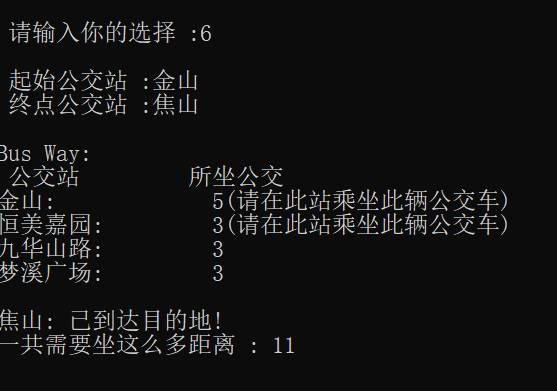 请输入你的选择 :6
起始公交站 :金山
终点公交站 :焦山
Bus Way:
公交站 所坐公交
金山: 5(请在此站乘坐此辆公交车)
恒美嘉园: 3(请在此站乘坐此辆公交车)
九华山路: 3
梦溪广场: 3
焦山: 已到达目的地!
一共需要坐这么多距离 : 11